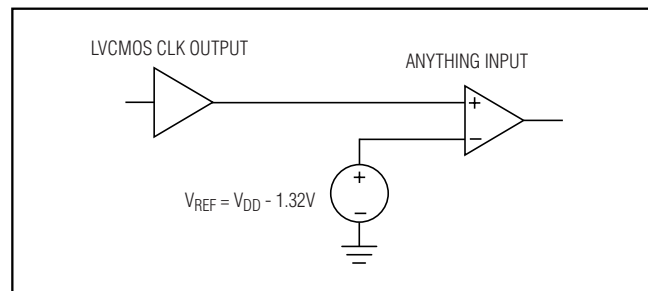 LVCMOS CLK OUTPUT
ANYTHING INPUT
+
−
+
−
VREF = VDD - 1.32V